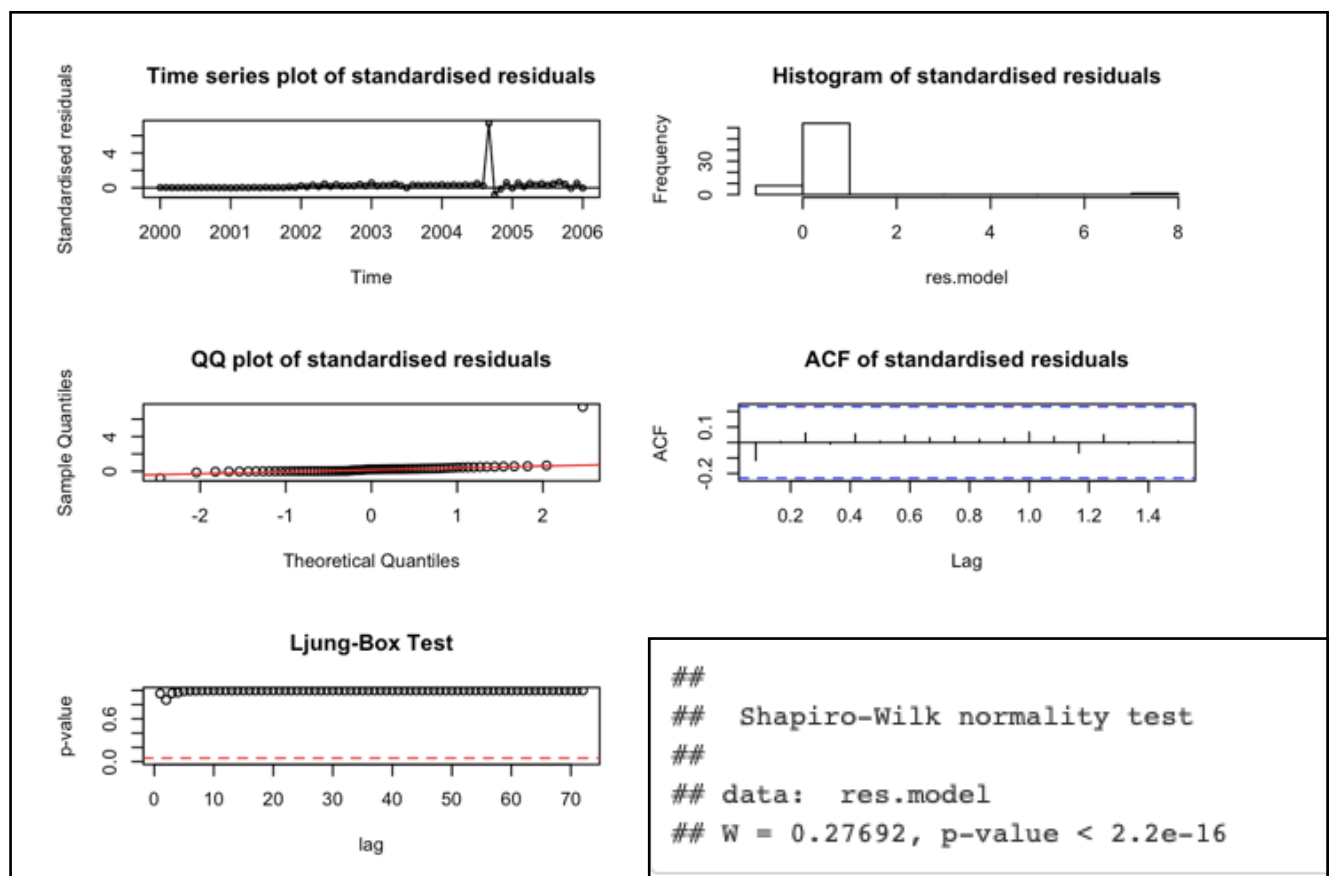 Time series plot of standardised residuals
Standardised residuals
4
0
2000 2001 2002 2003 2004 2005 2006
Time
Histogram of standardised residuals
Frequency
30
0
0 2 4 6 8
res.model
QQ plot of standardised residuals
Sample Quantiles
4
0
-2 -1 0 1 2
Theoretical Quantiles
ACF of standardised residuals
ACF
0.1
-0.2
0.2 0.4 0.6 0.8 1.0 1.2 1.4
Lag
Ljung-Box Test
p-value
0.6
0.0
0 10 20 30 40 50 60 70
lag
##
## Shapiro-Wilk normality test
##
## data: res.model
## W = 0.27692, p-value < 2.2e-16